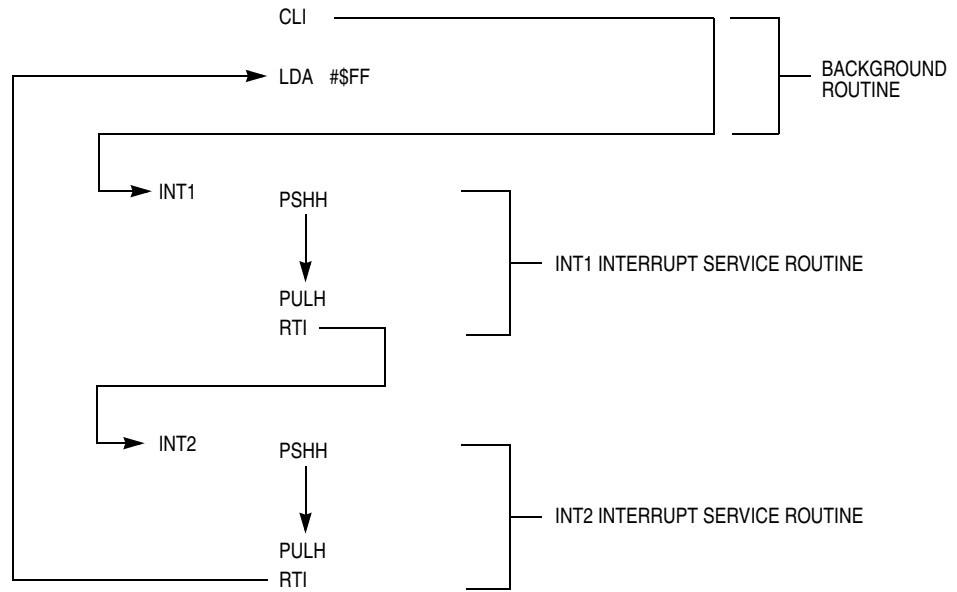 CLI
LDA #$FF
BACKGROUND
ROUTINE
INT1
PSHH
PULH
RTI
INT1 INTERRUPT SERVICE ROUTINE
INT2
PSHH
PULH
RTI
INT2 INTERRUPT SERVICE ROUTINE